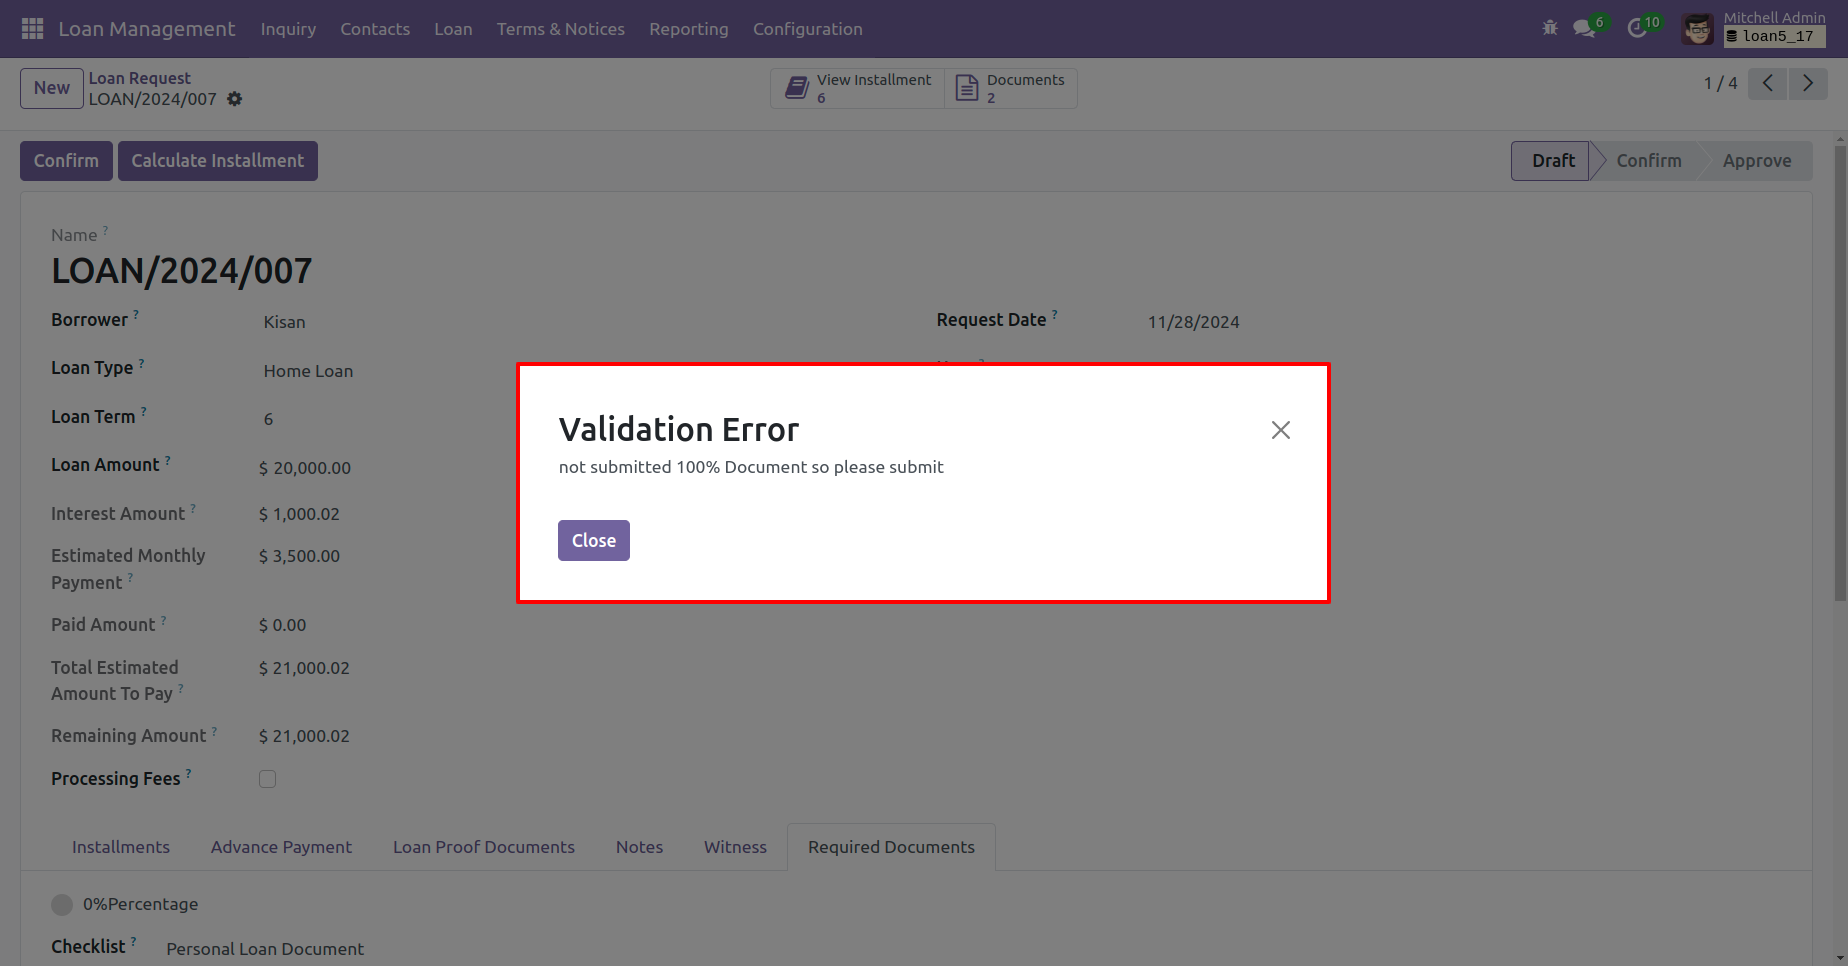 Loan Management Inquiry Contacts Loan Terms & Notices Reporting Configuration 6 10 Mitchell Admin
loan5_17
New Loan Request View Installment Documents 1 / 4
LOAN/2024/007 6 2
Confirm Calculate Installment Draft Confirm Approve
Name ?
LOAN/2024/007
Borrower ? Kisan Request Date ? 11/28/2024
Loan Type ? Home Loan
Loan Term ? 6
Validation Error
not submitted 100% Document so please submit
Close
Loan Amount ? $ 20,000.00
Interest Amount ? $ 1,000.02
Estimated Monthly
Payment ? $ 3,500.00
Paid Amount ? $ 0.00
Total Estimated
Amount To Pay ? $ 21,000.02
Remaining Amount ? $ 21,000.02
Processing Fees ?
Installments Advance Payment Loan Proof Documents Notes Witness Required Documents
0%Percentage
Checklist ? Personal Loan Document